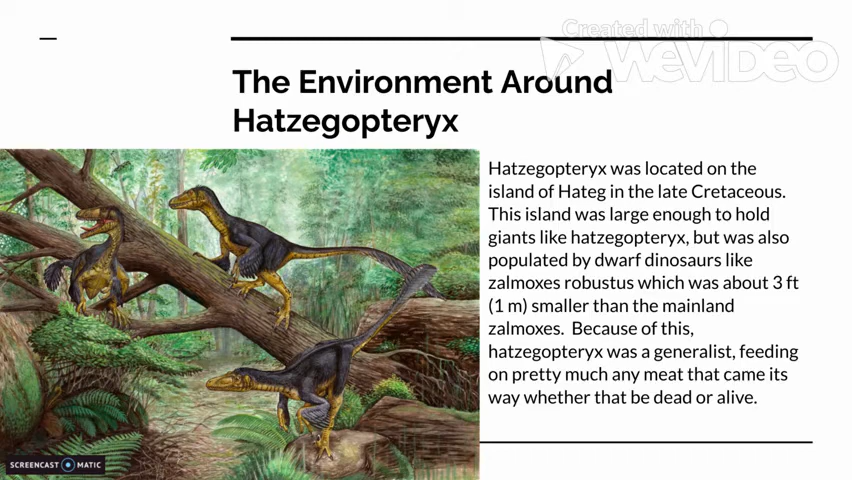 Created with
WeVideo
The Environment Around
Hatzegopteryx
Hatzegopteryx was located on the
island of Hateg in the late Cretaceous.
This island was large enough to hold
giants like hatzegopteryx, but was also
populated by dwarf dinosaurs like
zalmoxes robustus which was about 3 ft
(1 m) smaller than the mainland
zalmoxes.  Because of this,
hatzegopteryx was a generalist, feeding
on pretty much any meat that came its
way whether that be dead or alive.
SCREENCAST MATIC